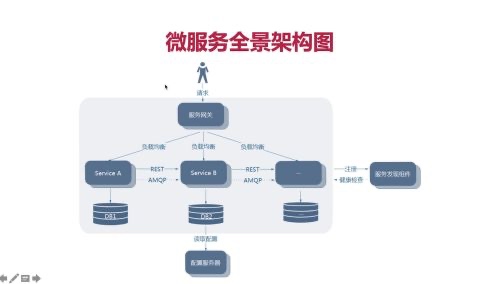 微服务全景架构图
请求
服务网关
负载均衡 负载均衡 负载均衡
Service A REST Service B REST ... 注册 服务发现组件
AMQP AMQP 健康检查
DB1 DB2 ...
读取配置
配置服务器